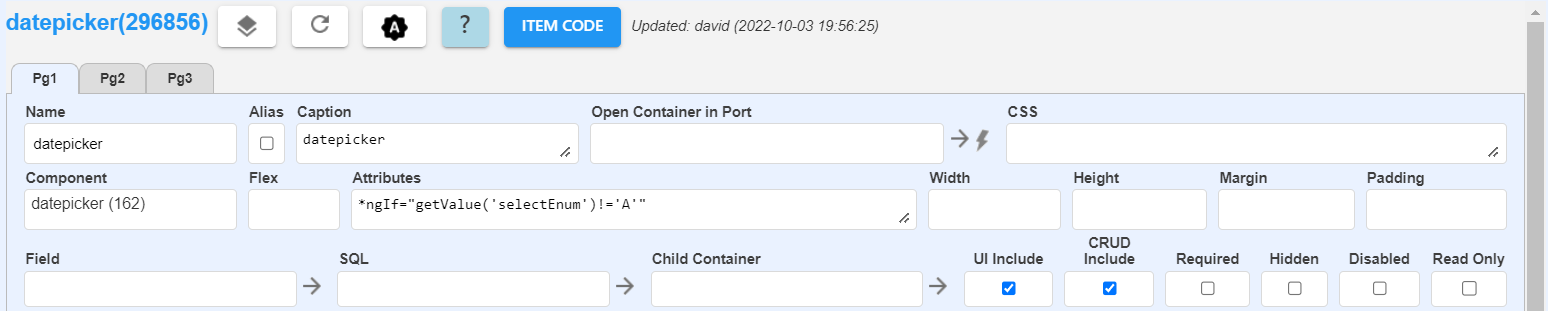 datepicker(296856) A ? ITEM CODE Updated: david (2022-10-03 19:56:25)
Pg1 Pg2 Pg3
Name Alias Caption Open Container in Port CSS
datepicker datepicker
Component Flex Attributes Width Height Margin Padding
datepicker (162) *ngIf="getValue('selectEnum')!='A'"
Field SQL Child Container UI Include CRUD Include Required Hidden Disabled Read Only